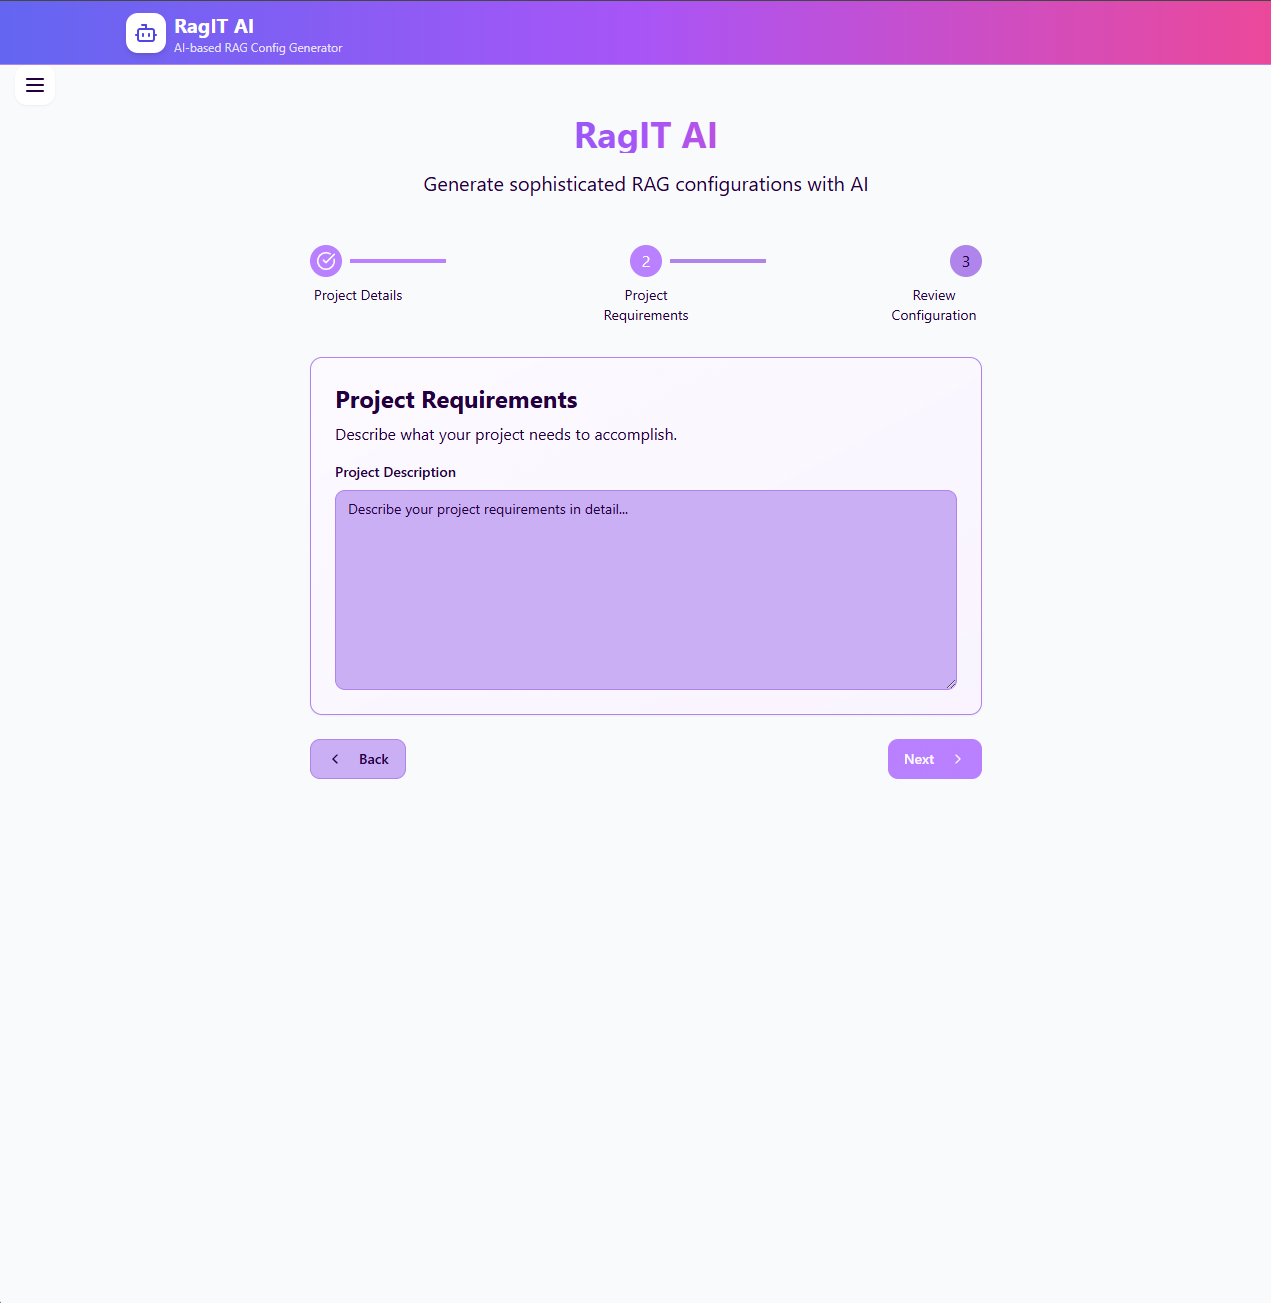 RagIT AI
AI-based RAG Config Generator
RagIT AI
Generate sophisticated RAG configurations with AI
2
3
Project Details
Project
Requirements
Review
Configuration
Project Requirements
Describe what your project needs to accomplish.
Project Description
Describe your project requirements in detail...
Back
Next